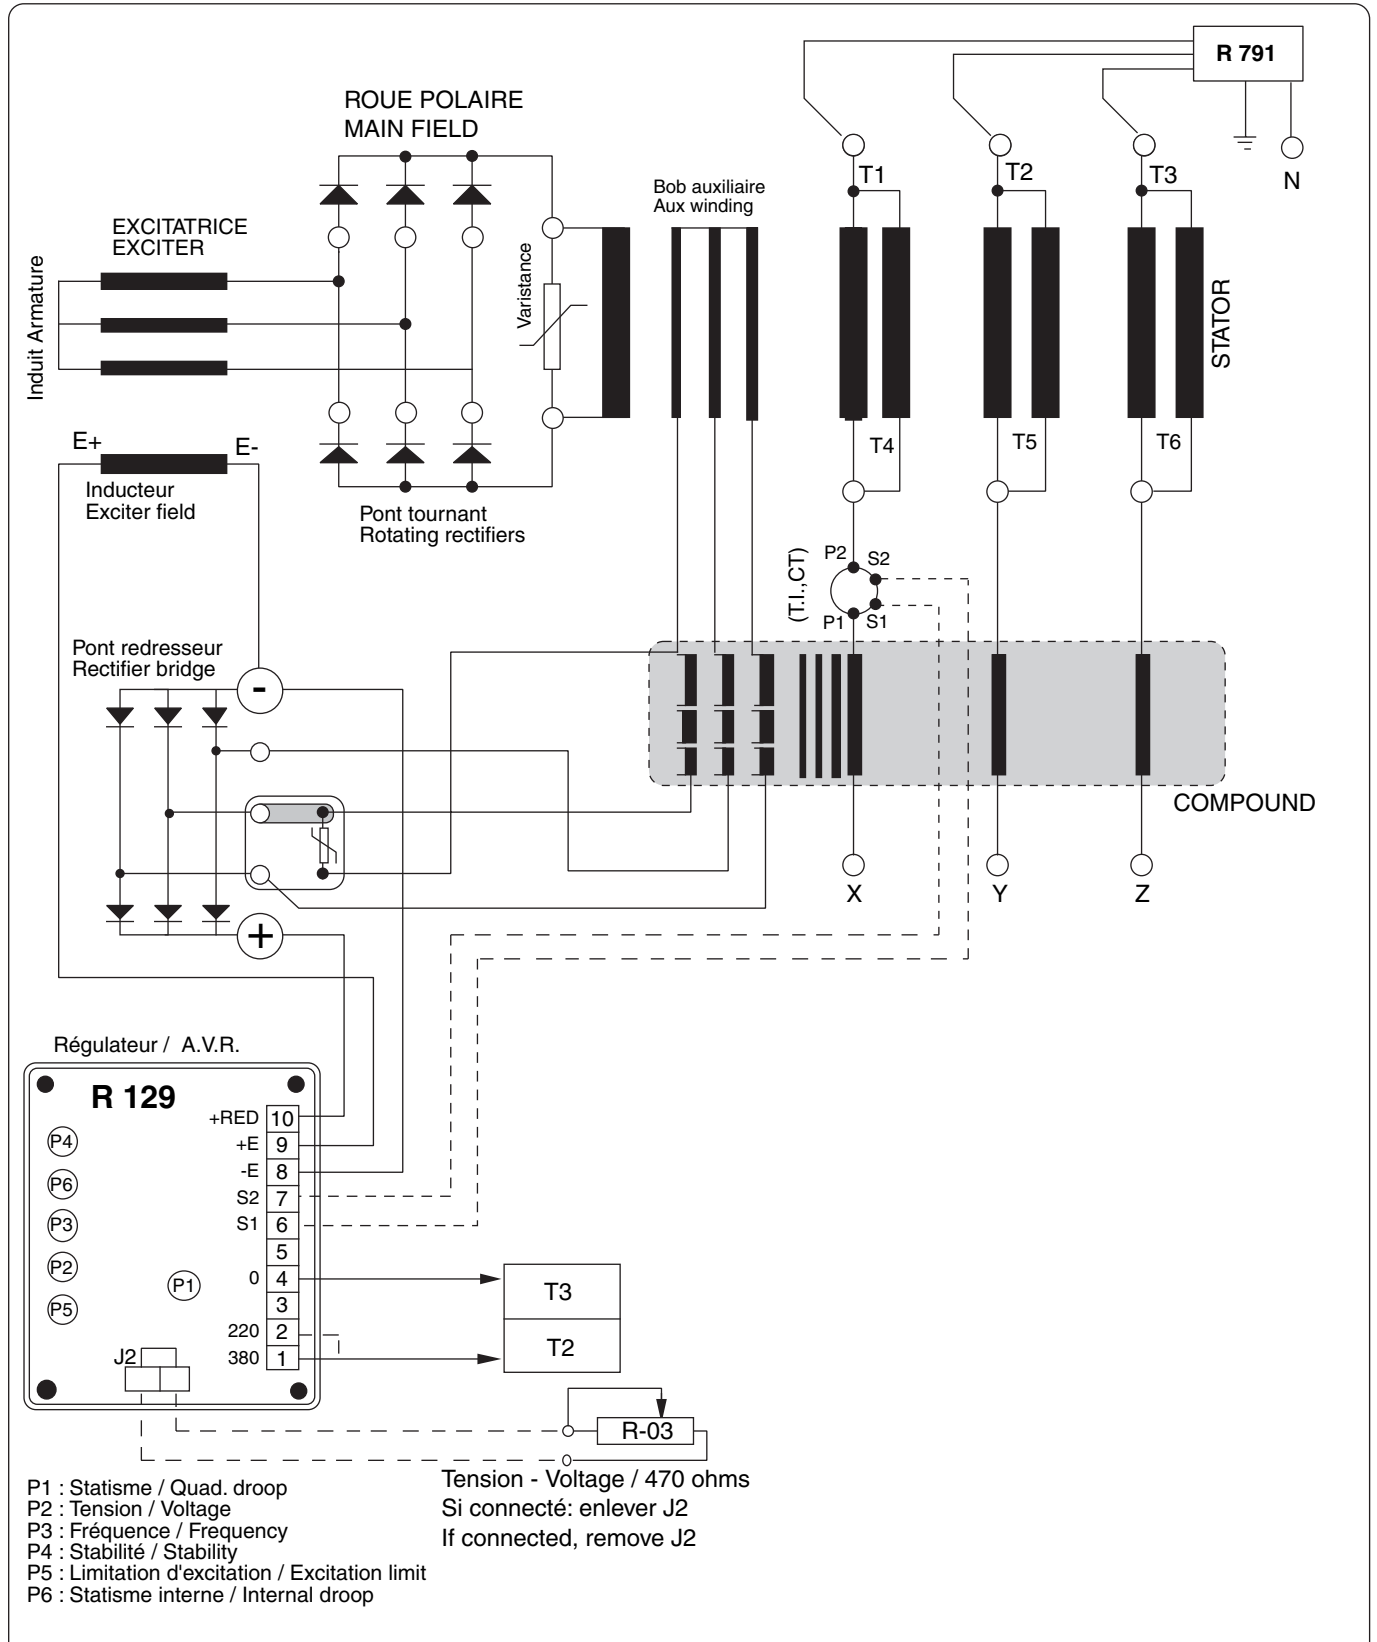 R 791
ROUE POLAIRE
MAIN FIELD
T1
T2
T3
N
Bob auxiliaire
Aux winding
EXCITATRICE
EXCITER
Induit Armature
Varistance
STATOR
E+
E-
Inducteur
Exciter field
T4
T5
T6
Pont tournant
Rotating rectifiers
(T.I.,CT)
P2
S2
P1
S1
Pont redresseur
Rectifier bridge
-
COMPOUND
X
Y
Z
+
Régulateur / A.V.R.
R 129
+RED 10
+E 9
-E 8
S2 7
S1 6
5
0 4
3
220 2
380 1
P4
P6
P3
P2
P5
P1
J2
T3
T2
R-03
Tension - Voltage / 470 ohms
Si connecté: enlever J2
If connected, remove J2
P1 : Statisme / Quad. droop
P2 : Tension / Voltage
P3 : Fréquence / Frequency
P4 : Stabilité / Stability
P5 : Limitation d'excitation / Excitation limit
P6 : Statisme interne / Internal droop